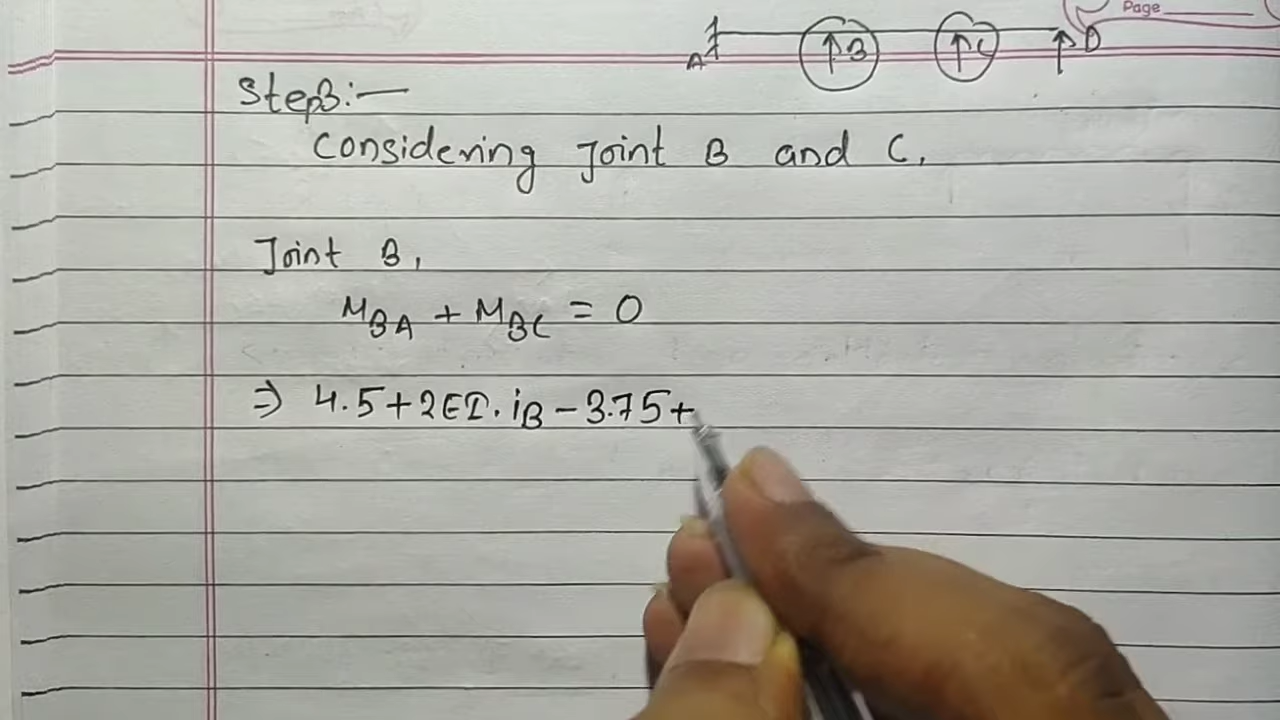 Page
A B C D
Step3:-
Considering Joint B and C,
Joint B,
MBA + MBC = 0
⇒ 4.5+2EI.iB-3.75+